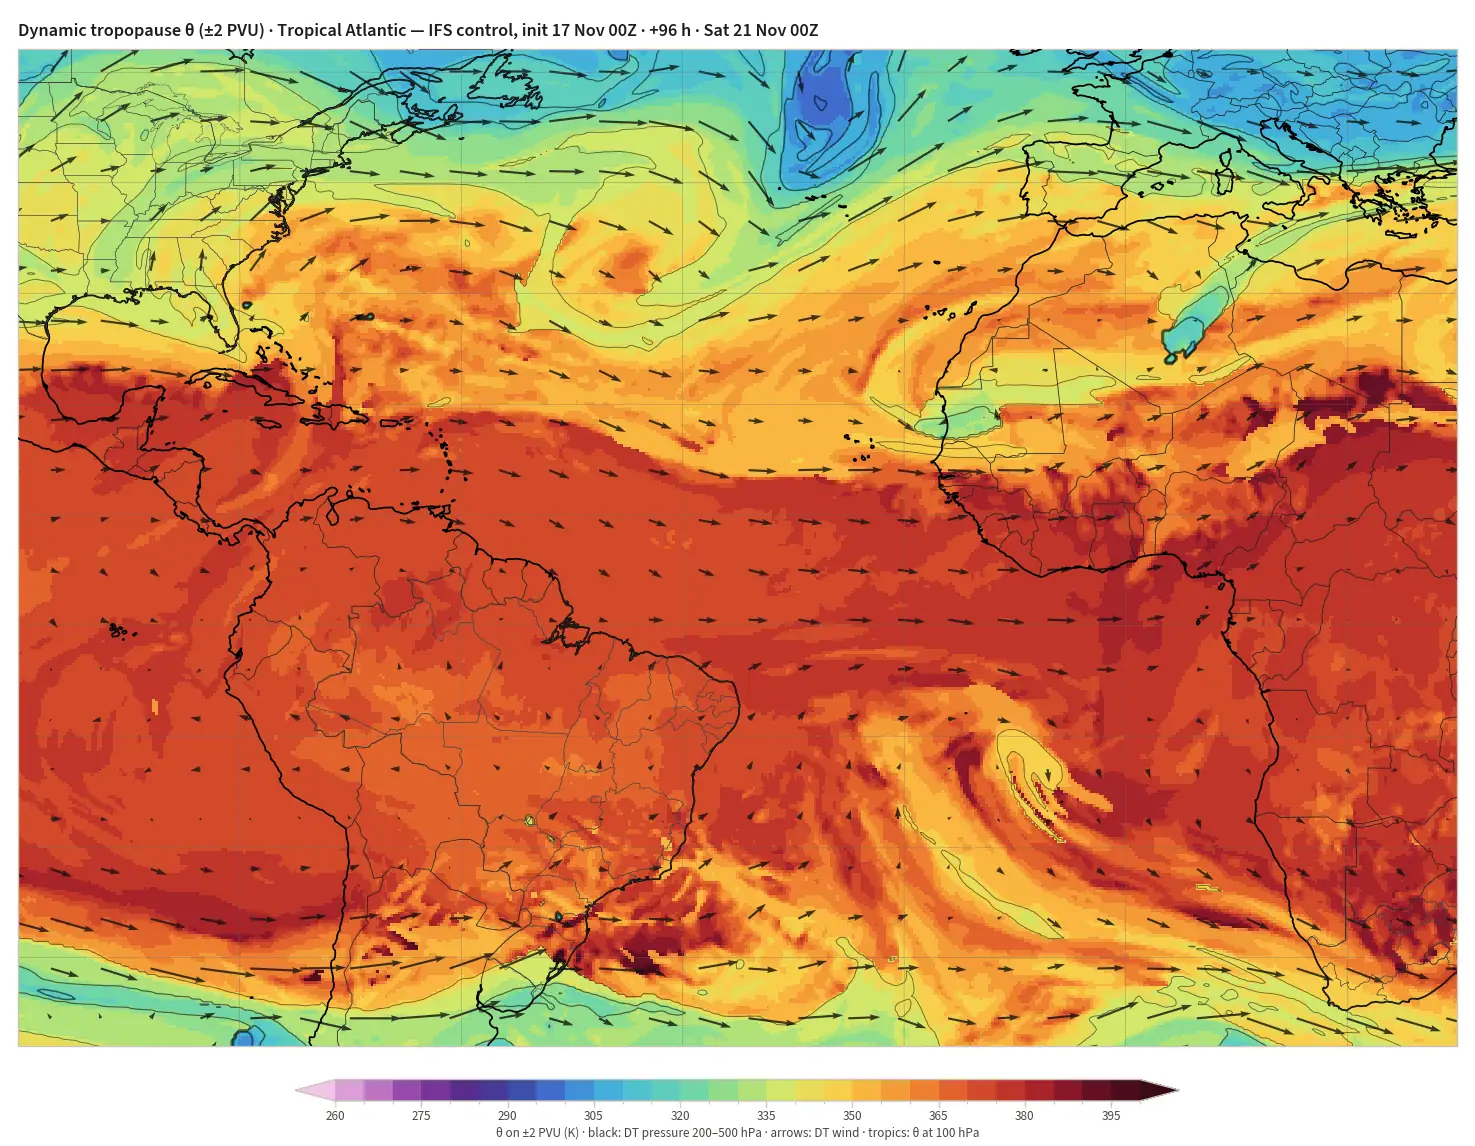 Dynamic tropopause θ (±2 PVU) · Tropical Atlantic — IFS control, init 17 Nov 00Z · +96 h · Sat 21 Nov 00Z
260 275 290 305 320 335 350 365 380 395
θ on ±2 PVU (K) · black: DT pressure 200–500 hPa · arrows: DT wind · tropics: θ at 100 hPa